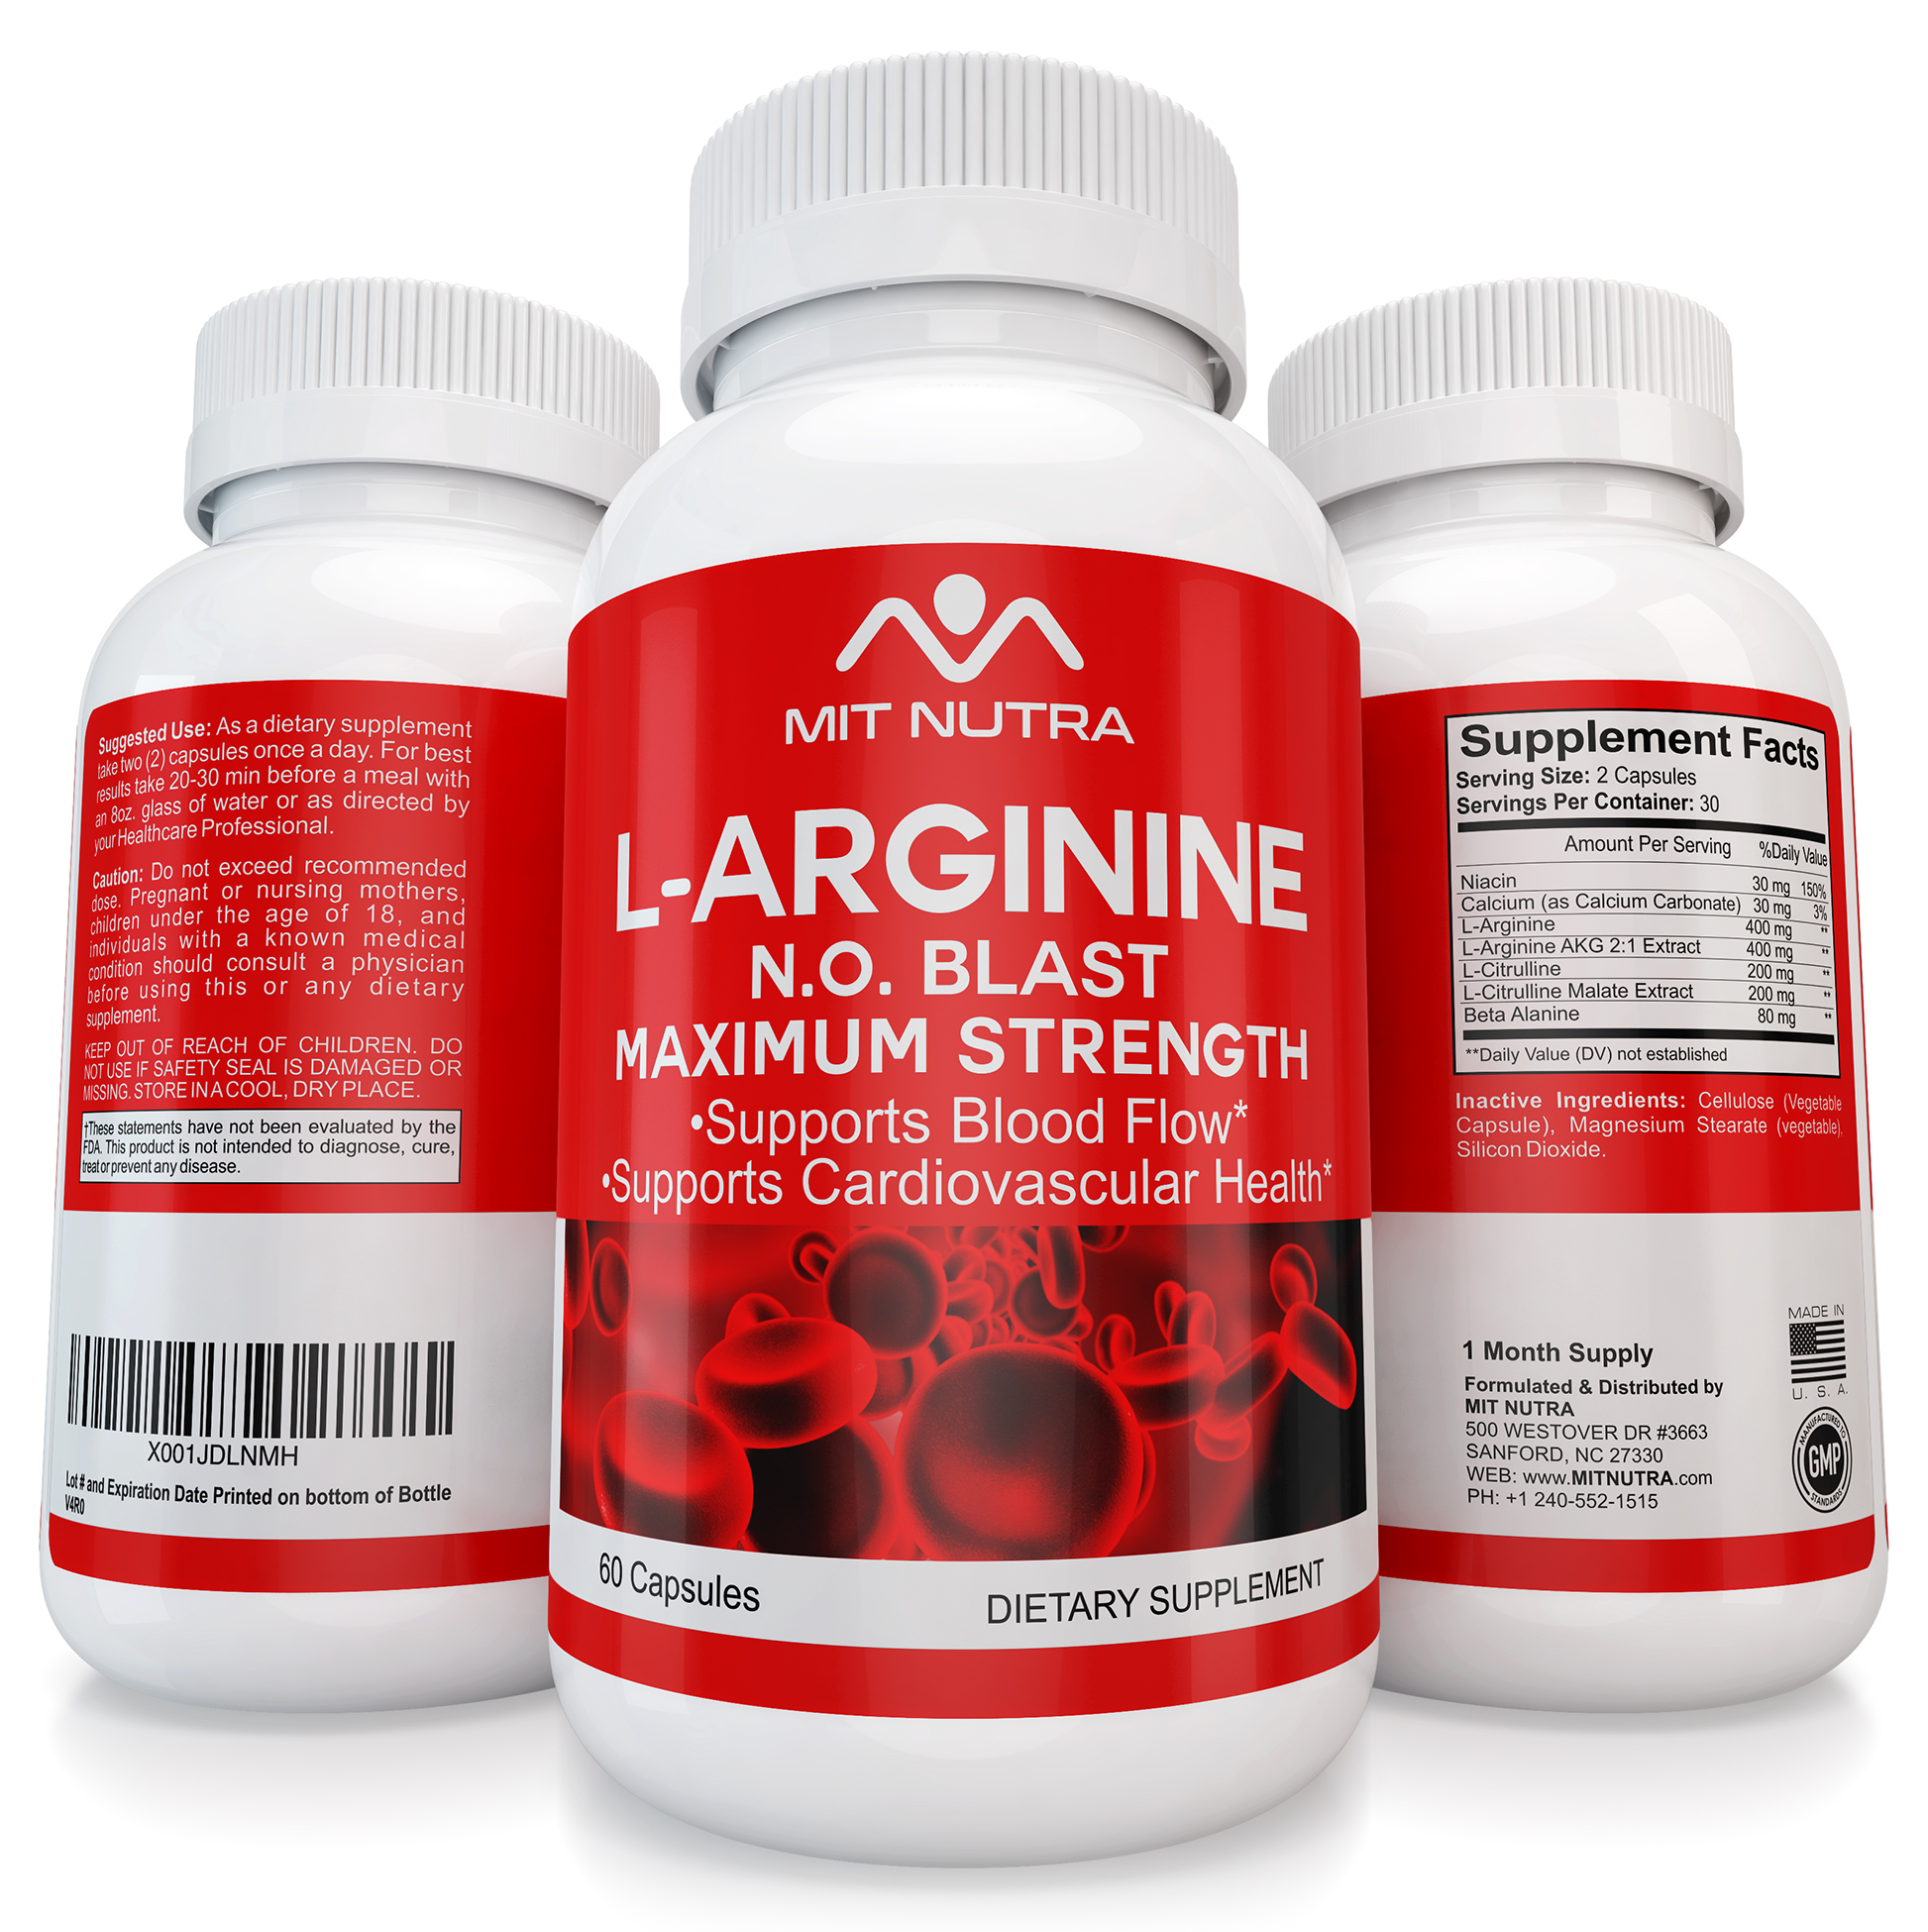 Suggested Use: As a dietary supplement
take two (2) capsules once a day. For best
results take 20-30 min before a meal with
an 8oz. glass of water or as directed by
your Healthcare Professional.
Caution: Do not exceed recommended
dose. Pregnant or nursing mothers,
children under the age of 18, and
individuals with a known medical
condition should consult a physician
before using this or any dietary
supplement.
KEEP OUT OF REACH OF CHILDREN. DO
NOT USE IF SAFETY SEAL IS DAMAGED OR
MISSING. STORE IN A COOL, DRY PLACE.
†These statements have not been evaluated by the
FDA. This product is not intended to diagnose, cure,
treat or prevent any disease.
X001JDLNMH
Lot # and Expiration Date Printed on bottom of Bottle
V4R0
MIT NUTRA
L-ARGININE
N.O. BLAST
MAXIMUM STRENGTH
•Supports Blood Flow*
•Supports Cardiovascular Health*
60 Capsules
DIETARY SUPPLEMENT
Supplement Facts
Serving Size: 2 Capsules
Servings Per Container: 30
Amount Per Serving %Daily Value
Niacin 30 mg 150%
Calcium (as Calcium Carbonate) 30 mg 3%
L-Arginine 400 mg **
L-Arginine AKG 2:1 Extract 400 mg **
L-Citrulline 200 mg **
L-Citrulline Malate Extract 200 mg **
Beta Alanine 80 mg **
**Daily Value (DV) not established
Inactive Ingredients: Cellulose (Vegetable
Capsule), Magnesium Stearate (vegetable),
Silicon Dioxide.
MADE IN
U. S. A.
1 Month Supply
Formulated & Distributed by
MIT NUTRA
500 WESTOVER DR #3663
SANFORD, NC 27330
WEB: www.MITNUTRA.com
PH: +1 240-552-1515
MANUFACTURED TO
GMP
STANDARDS